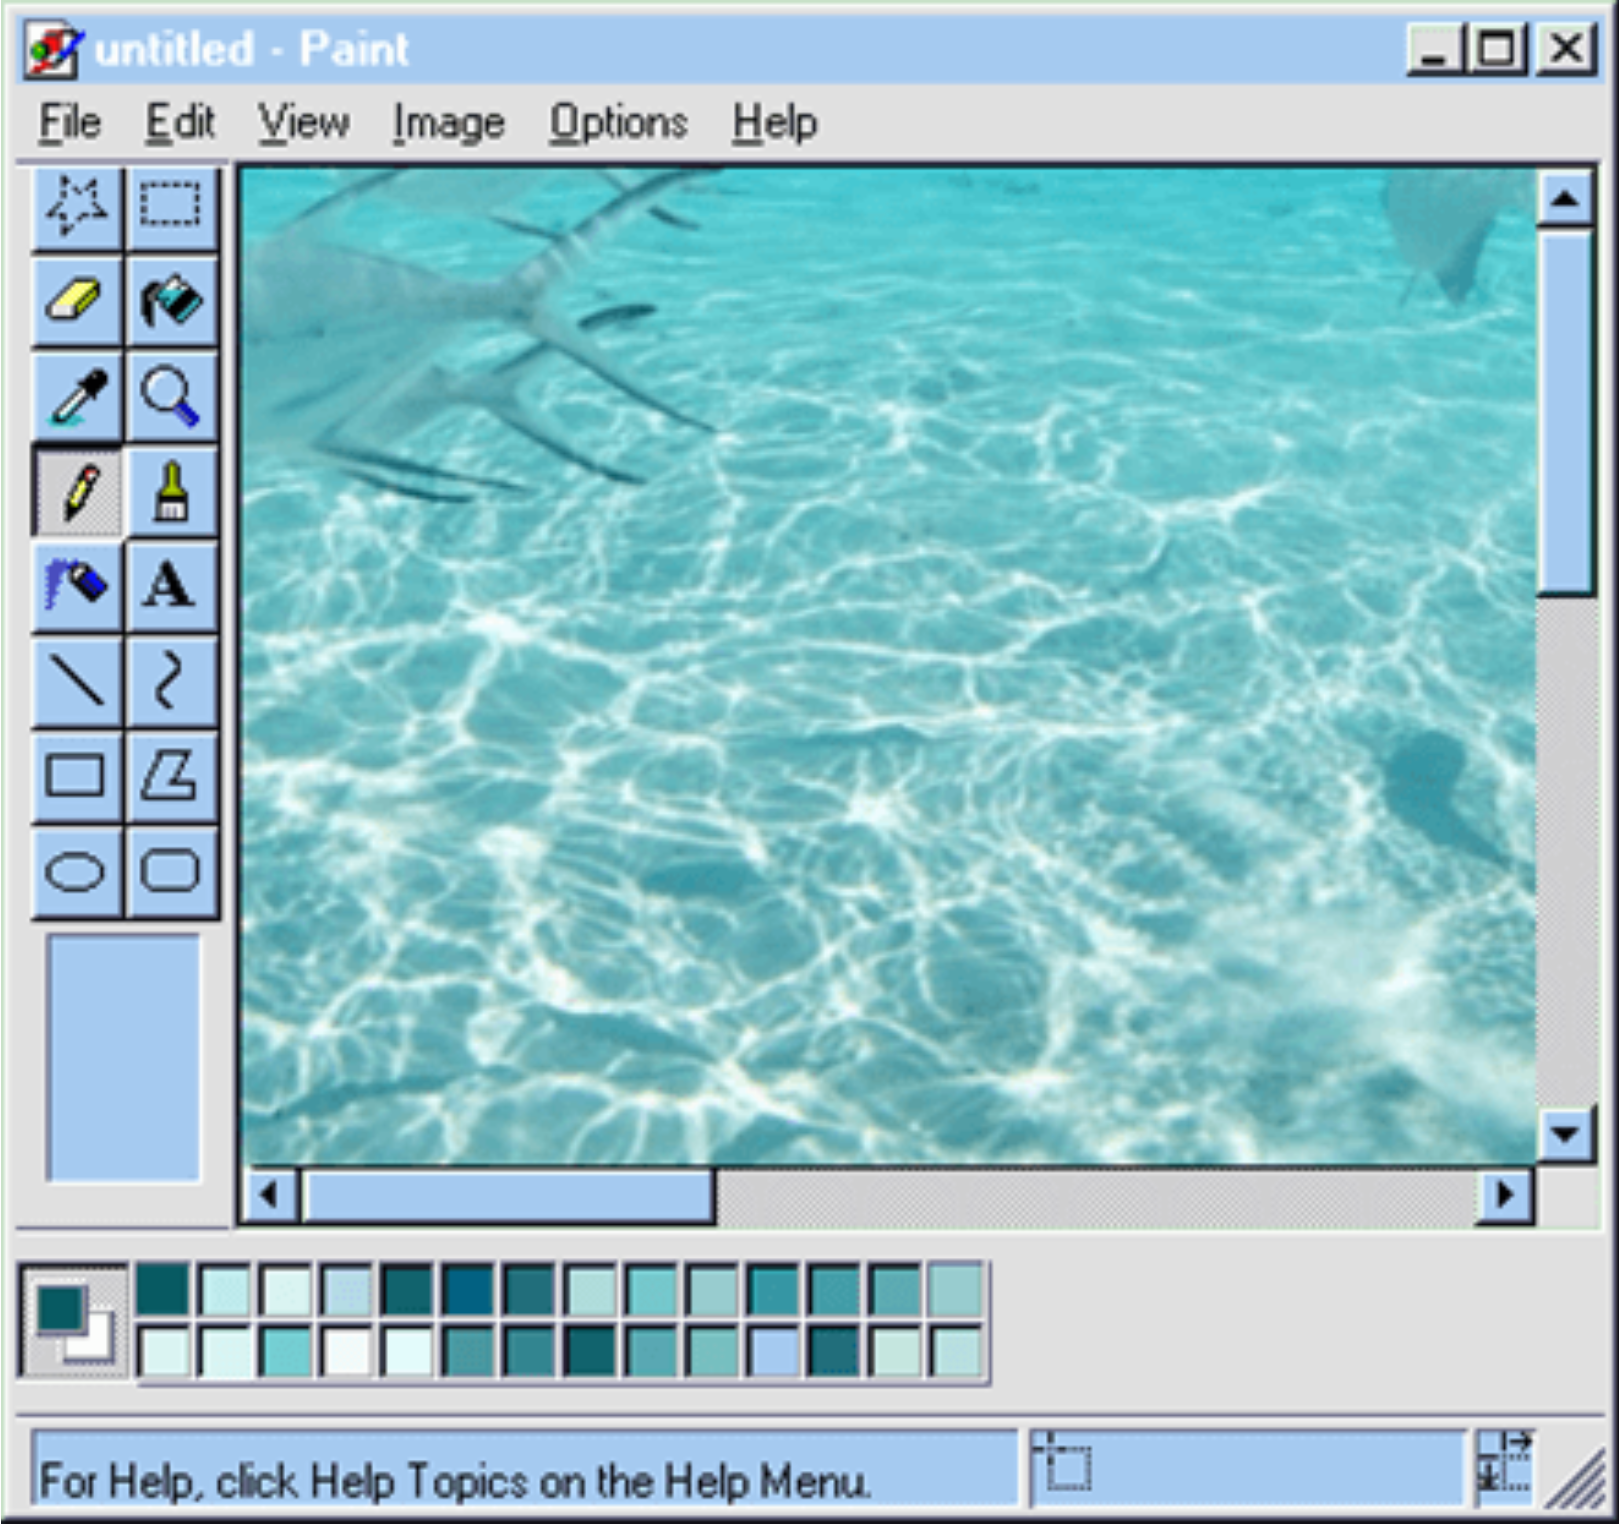 untitled - Paint
File Edit View Image Options Help
A
For Help, click Help Topics on the Help Menu.